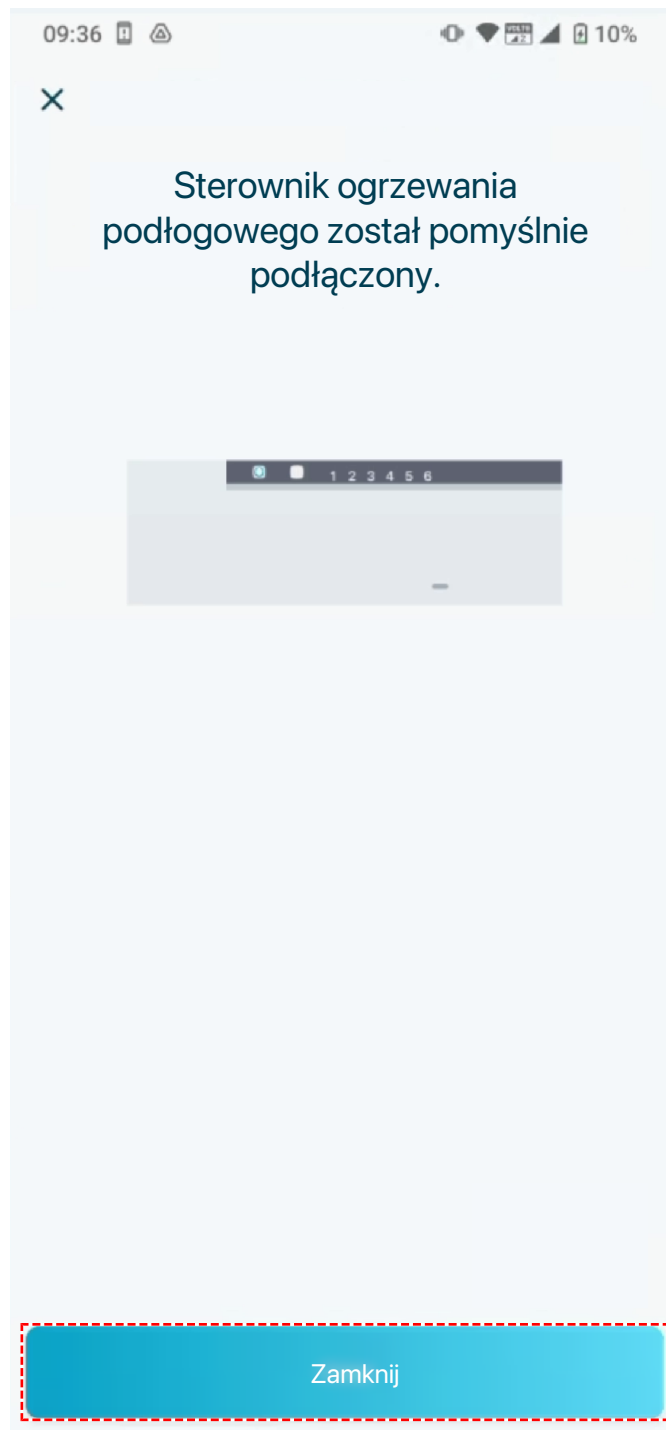 09:36 10%
Sterownik ogrzewania
podłogowego został pomyślnie
podłączony.
1 2 3 4 5 6
Zamknij